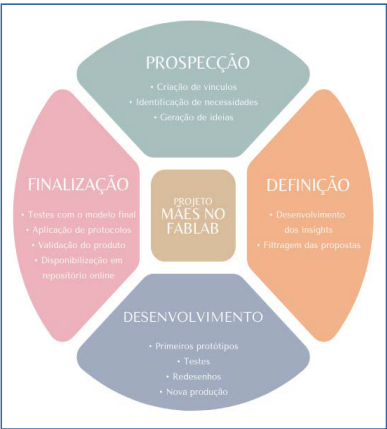 PROSPECÇÃO
• Criação de vínculos
• Identificação de necessidades
• Geração de ideias
FINALIZAÇÃO
• Testes com o modelo final
• Aplicação de protocolos
• Validação do produto
• Disponibilização em
repositório online
PROJETO
MÃES NO
FABLAB
DEFINIÇÃO
• Desenvolvimento
dos insights
• Filtragem das propostas
DESENVOLVIMENTO
• Primeiros protótipos
• Testes
• Redesenhos
• Nova produção